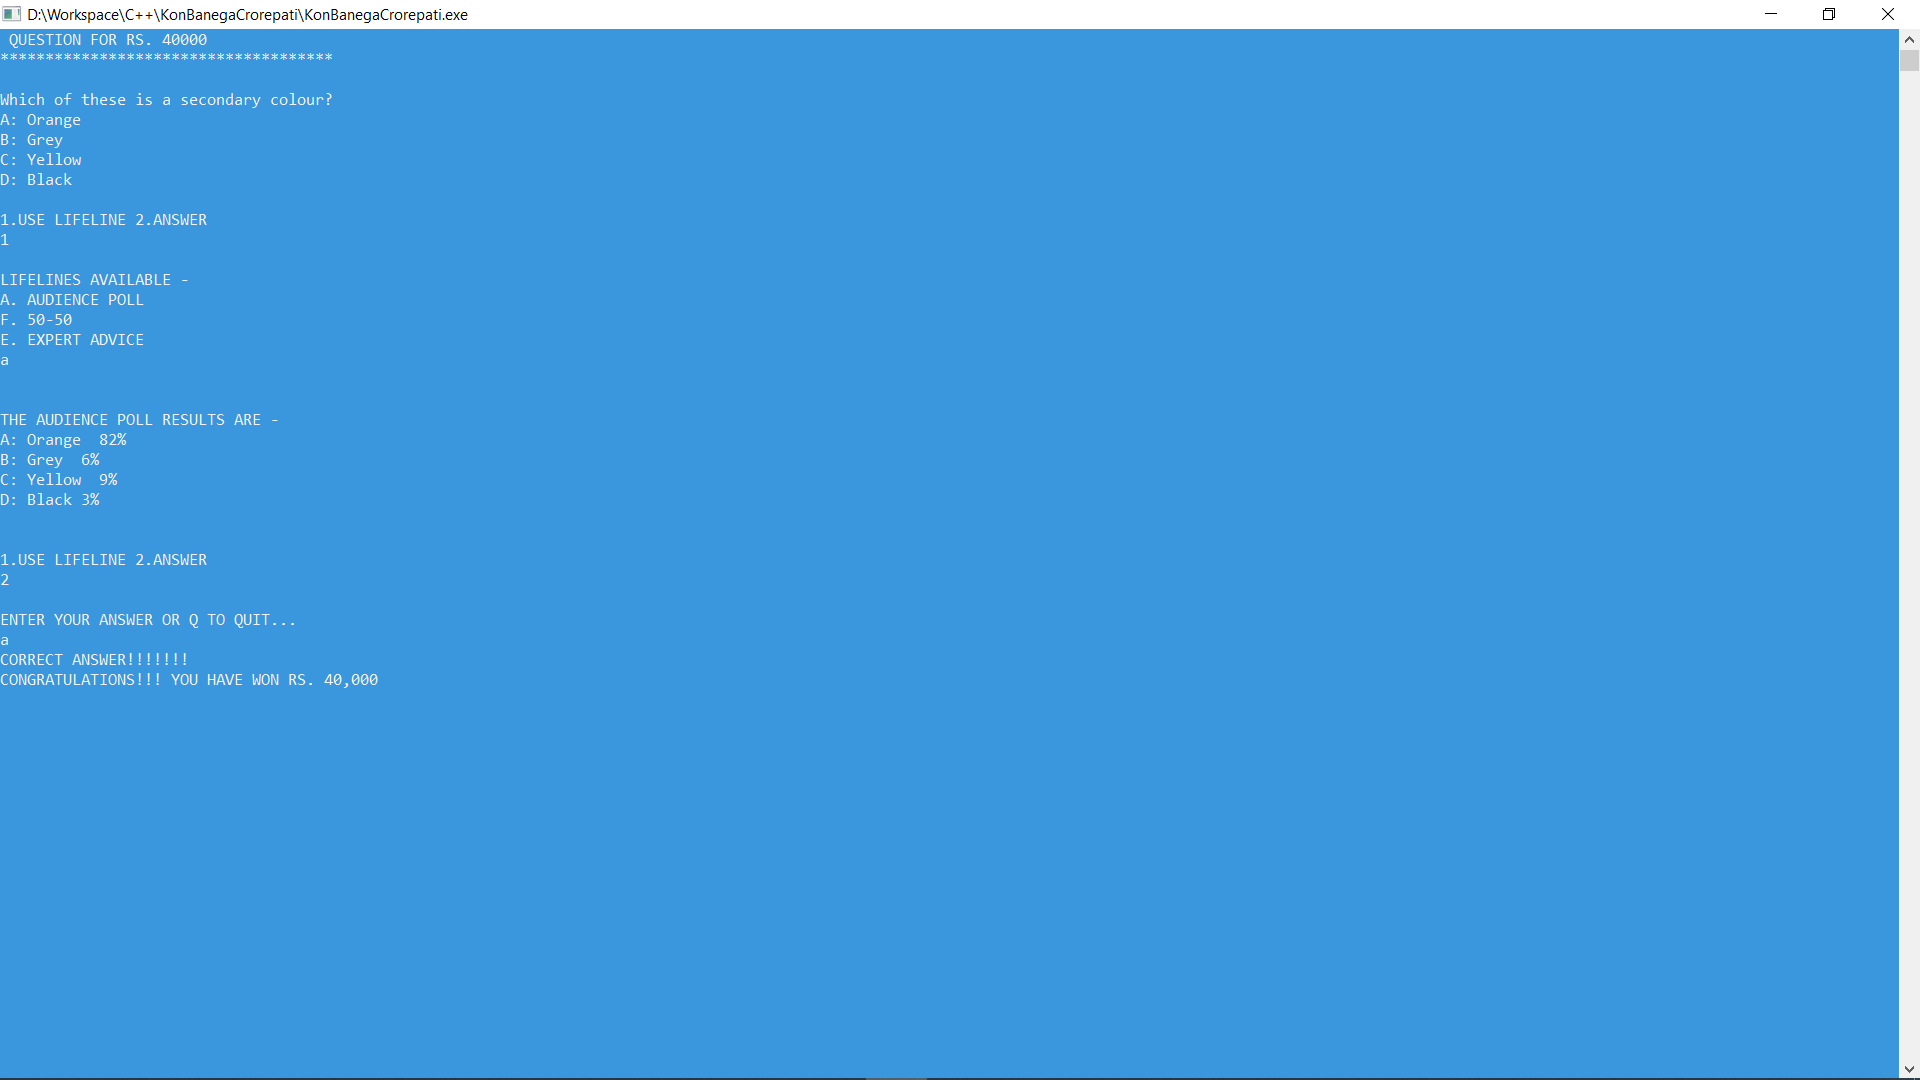 D:\Workspace\C++\KonBanegaCrorepati\KonBanegaCrorepati.exe
QUESTION FOR RS. 40000
*************************************
Which of these is a secondary colour?
A: Orange
B: Grey
C: Yellow
D: Black
1.USE LIFELINE 2.ANSWER
1
LIFELINES AVAILABLE -
A. AUDIENCE POLL
F. 50-50
E. EXPERT ADVICE
a
THE AUDIENCE POLL RESULTS ARE -
A: Orange  82%
B: Grey  6%
C: Yellow  9%
D: Black 3%
1.USE LIFELINE 2.ANSWER
2
ENTER YOUR ANSWER OR Q TO QUIT...
a
CORRECT ANSWER!!!!!!!
CONGRATULATIONS!!! YOU HAVE WON RS. 40,000